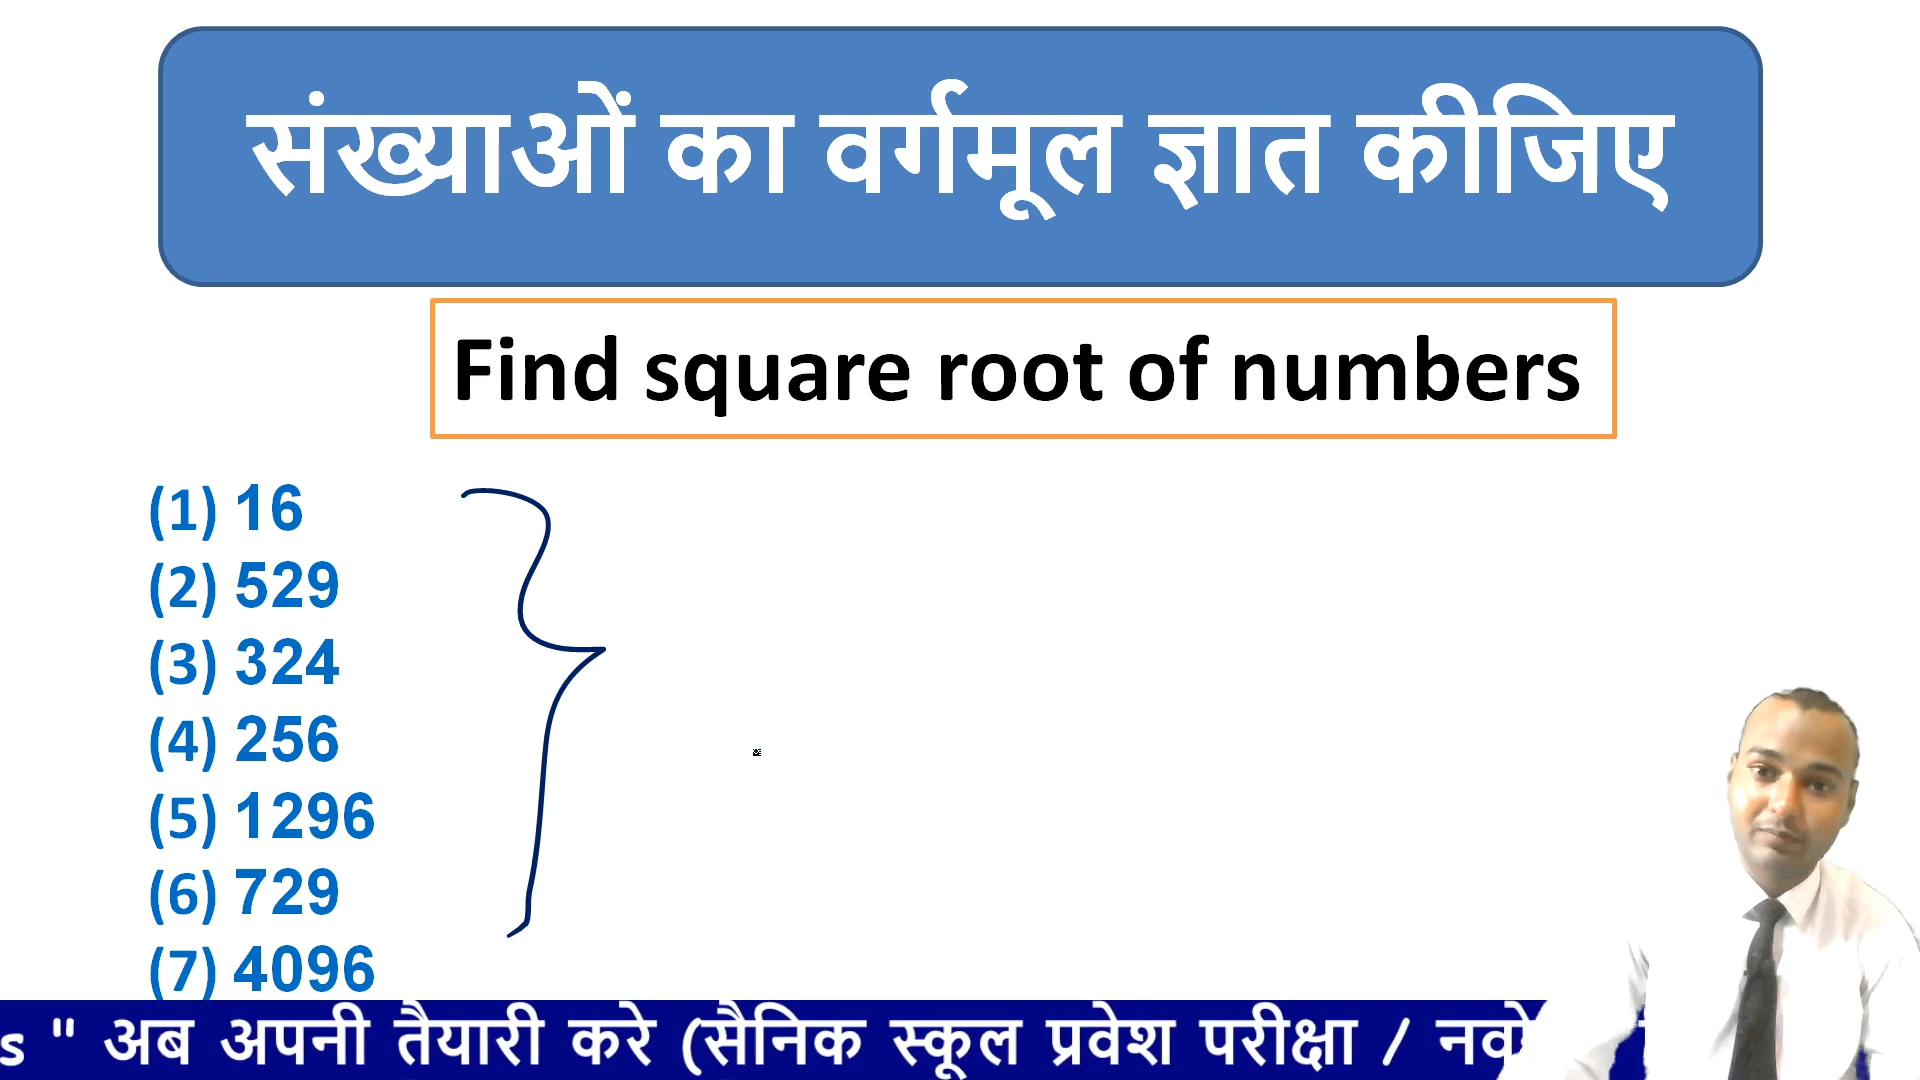 संख्याओं का वर्गमूल ज्ञात कीजिए
Find square root of numbers
(1) 16
(2) 529
(3) 324
(4) 256
(5) 1296
(6) 729
(7) 4096
s " अब अपनी तैयारी करे (सैनिक स्कूल प्रवेश परीक्षा /